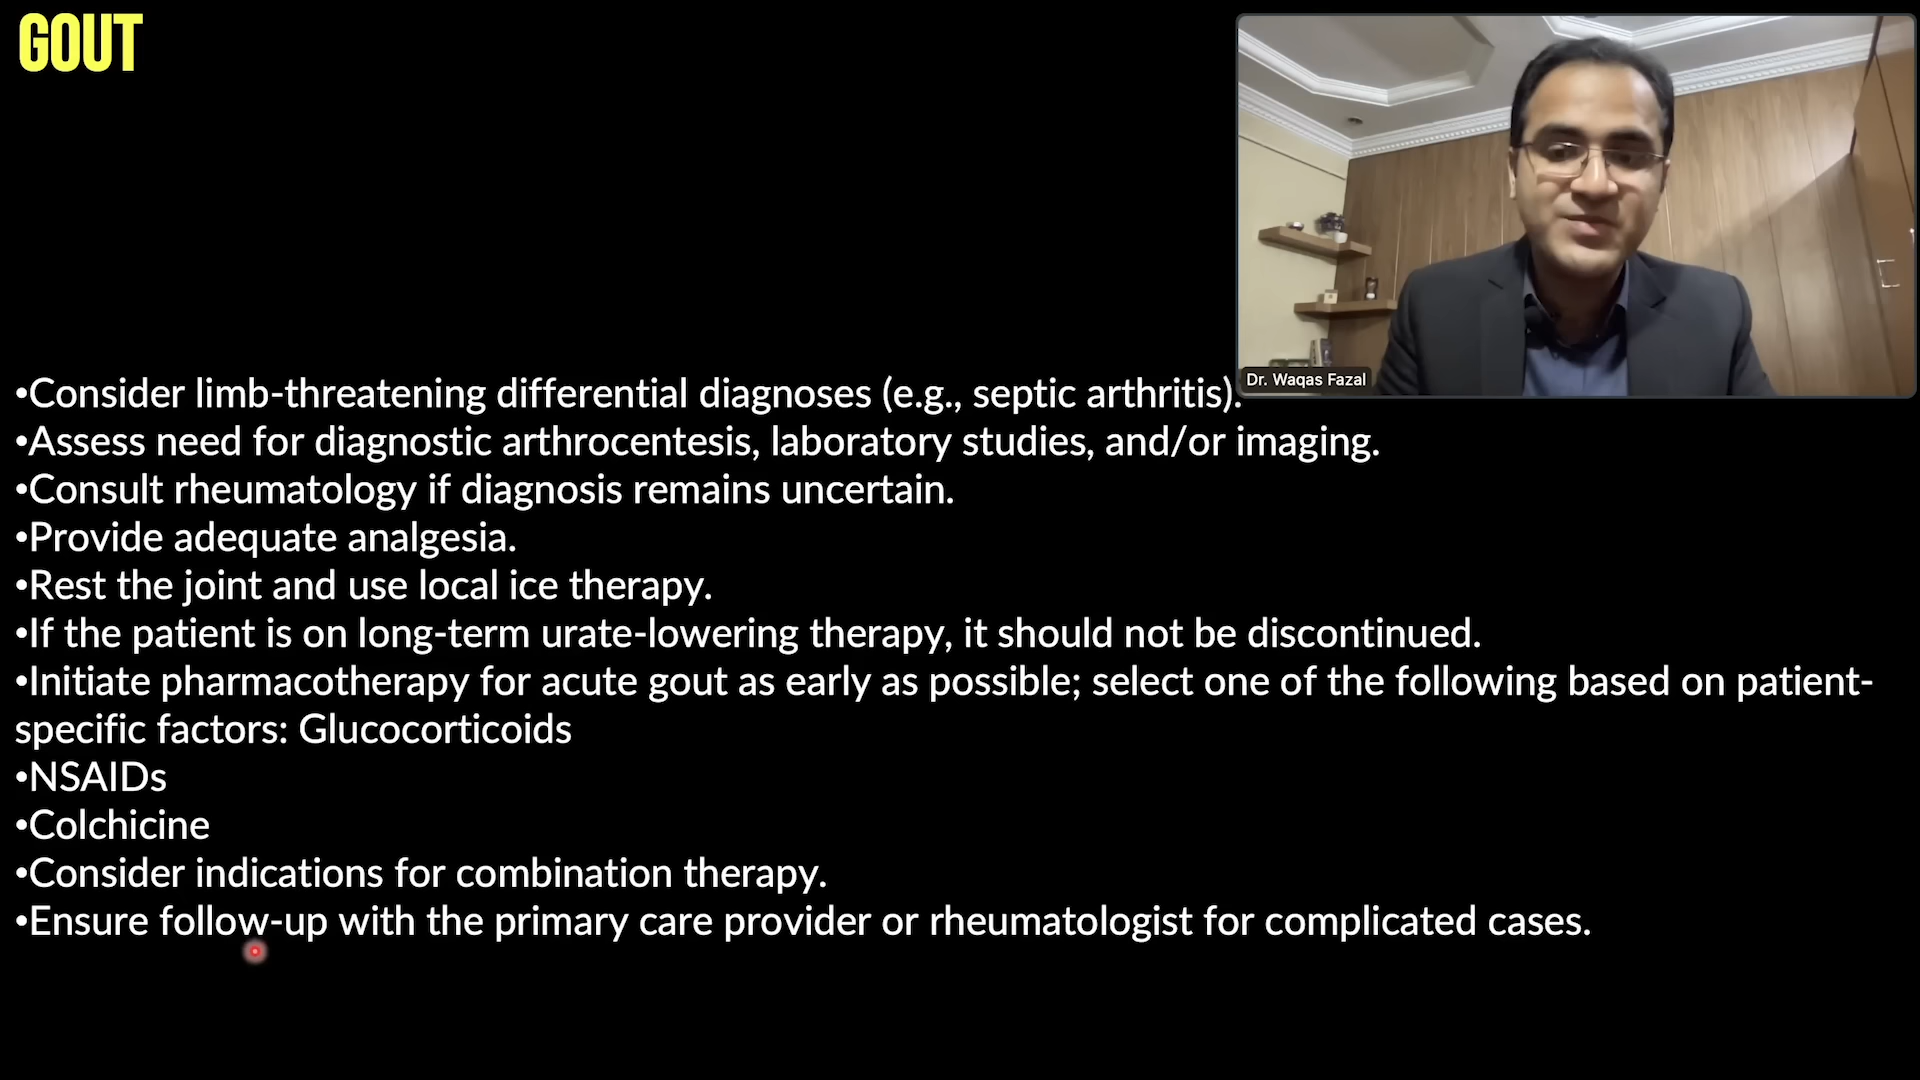 GOUT
Dr. Waqas Fazal
•Consider limb-threatening differential diagnoses (e.g., septic arthritis).
•Assess need for diagnostic arthrocentesis, laboratory studies, and/or imaging.
•Consult rheumatology if diagnosis remains uncertain.
•Provide adequate analgesia.
•Rest the joint and use local ice therapy.
•If the patient is on long-term urate-lowering therapy, it should not be discontinued.
•Initiate pharmacotherapy for acute gout as early as possible; select one of the following based on patient-
specific factors: Glucocorticoids
•NSAIDs
•Colchicine
•Consider indications for combination therapy.
•Ensure follow-up with the primary care provider or rheumatologist for complicated cases.